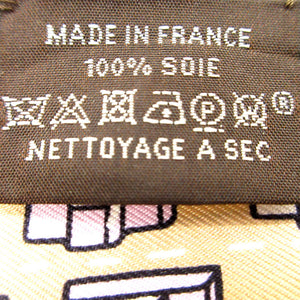 MADE IN FRANCE
100% SOIE
P W ®
NETTOYAGE A SEC